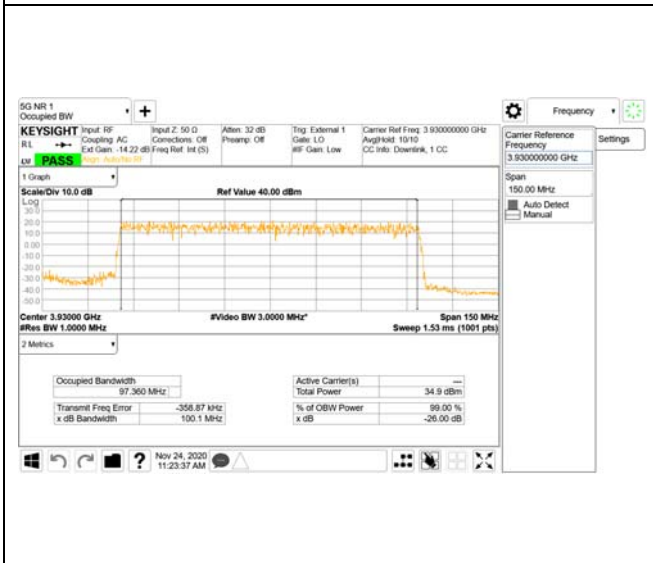 5G NR 1
Occupied BW
Frequency
KEYSIGHT
R L
PASS
Input: RF
Coupling: AC
Ext Gain: -14.22 dB
Align: Auto/No RF
Input Z: 50 Ω
Corrections: Off
Freq Ref: Int (S)
Atten: 32 dB
Preamp: Off
Trig: External 1
Gate: LO
#IF Gain: Low
Carrier Ref Freq: 3.930000000 GHz
Avg|Hold: 10/10
CC Info: Downlink, 1 CC
Carrier Reference
Frequency
3.930000000 GHz
Settings
Span
150.00 MHz
Auto Detect
Manual
1 Graph
Scale/Div 10.0 dB
Ref Value 40.00 dBm
Log
30.0
20.0
10.0
0.00
-10.0
-20.0
-30.0
-40.0
-50.0
Center 3.93000 GHz
#Video BW 3.0000 MHz*
Span 150 MHz
#Res BW 1.0000 MHz
Sweep 1.53 ms (1001 pts)
2 Metrics
Occupied Bandwidth
97.360 MHz
Active Carrier(s) ---
Total Power 34.9 dBm
Transmit Freq Error -358.87 kHz
x dB Bandwidth 100.1 MHz
% of OBW Power 99.00 %
x dB -26.00 dB
?
Nov 24, 2020
11:23:37 AM